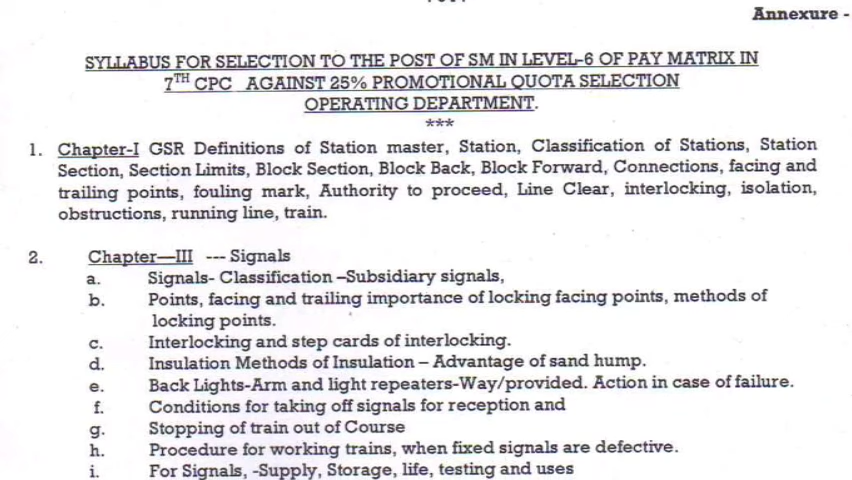 Annexure -
SYLLABUS FOR SELECTION TO THE POST OF SM IN LEVEL-6 OF PAY MATRIX IN
7TH CPC AGAINST 25% PROMOTIONAL QUOTA SELECTION
OPERATING DEPARTMENT.
***
1. Chapter-I GSR Definitions of Station master, Station, Classification of Stations, Station
Section, Section Limits, Block Section, Block Back, Block Forward, Connections, facing and
trailing points, fouling mark, Authority to proceed, Line Clear, interlocking, isolation,
obstructions, running line, train.
2. Chapter—III --- Signals
a. Signals- Classification –Subsidiary signals,
b. Points, facing and trailing importance of locking facing points, methods of
locking points.
c. Interlocking and step cards of interlocking.
d. Insulation Methods of Insulation – Advantage of sand hump.
e. Back Lights-Arm and light repeaters-Way/provided. Action in case of failure.
f. Conditions for taking off signals for reception and
g. Stopping of train out of Course
h. Procedure for working trains, when fixed signals are defective.
i. For Signals, -Supply, Storage, life, testing and uses